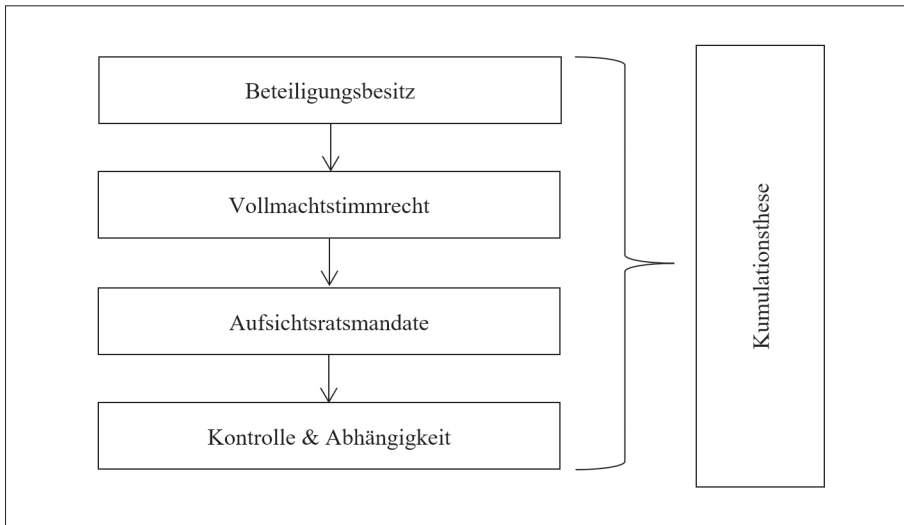 Beteiligungsbesitz
Vollmachtstimmrecht
Aufsichtsratsmandate
Kontrolle & Abhängigkeit
Kumulationsthese